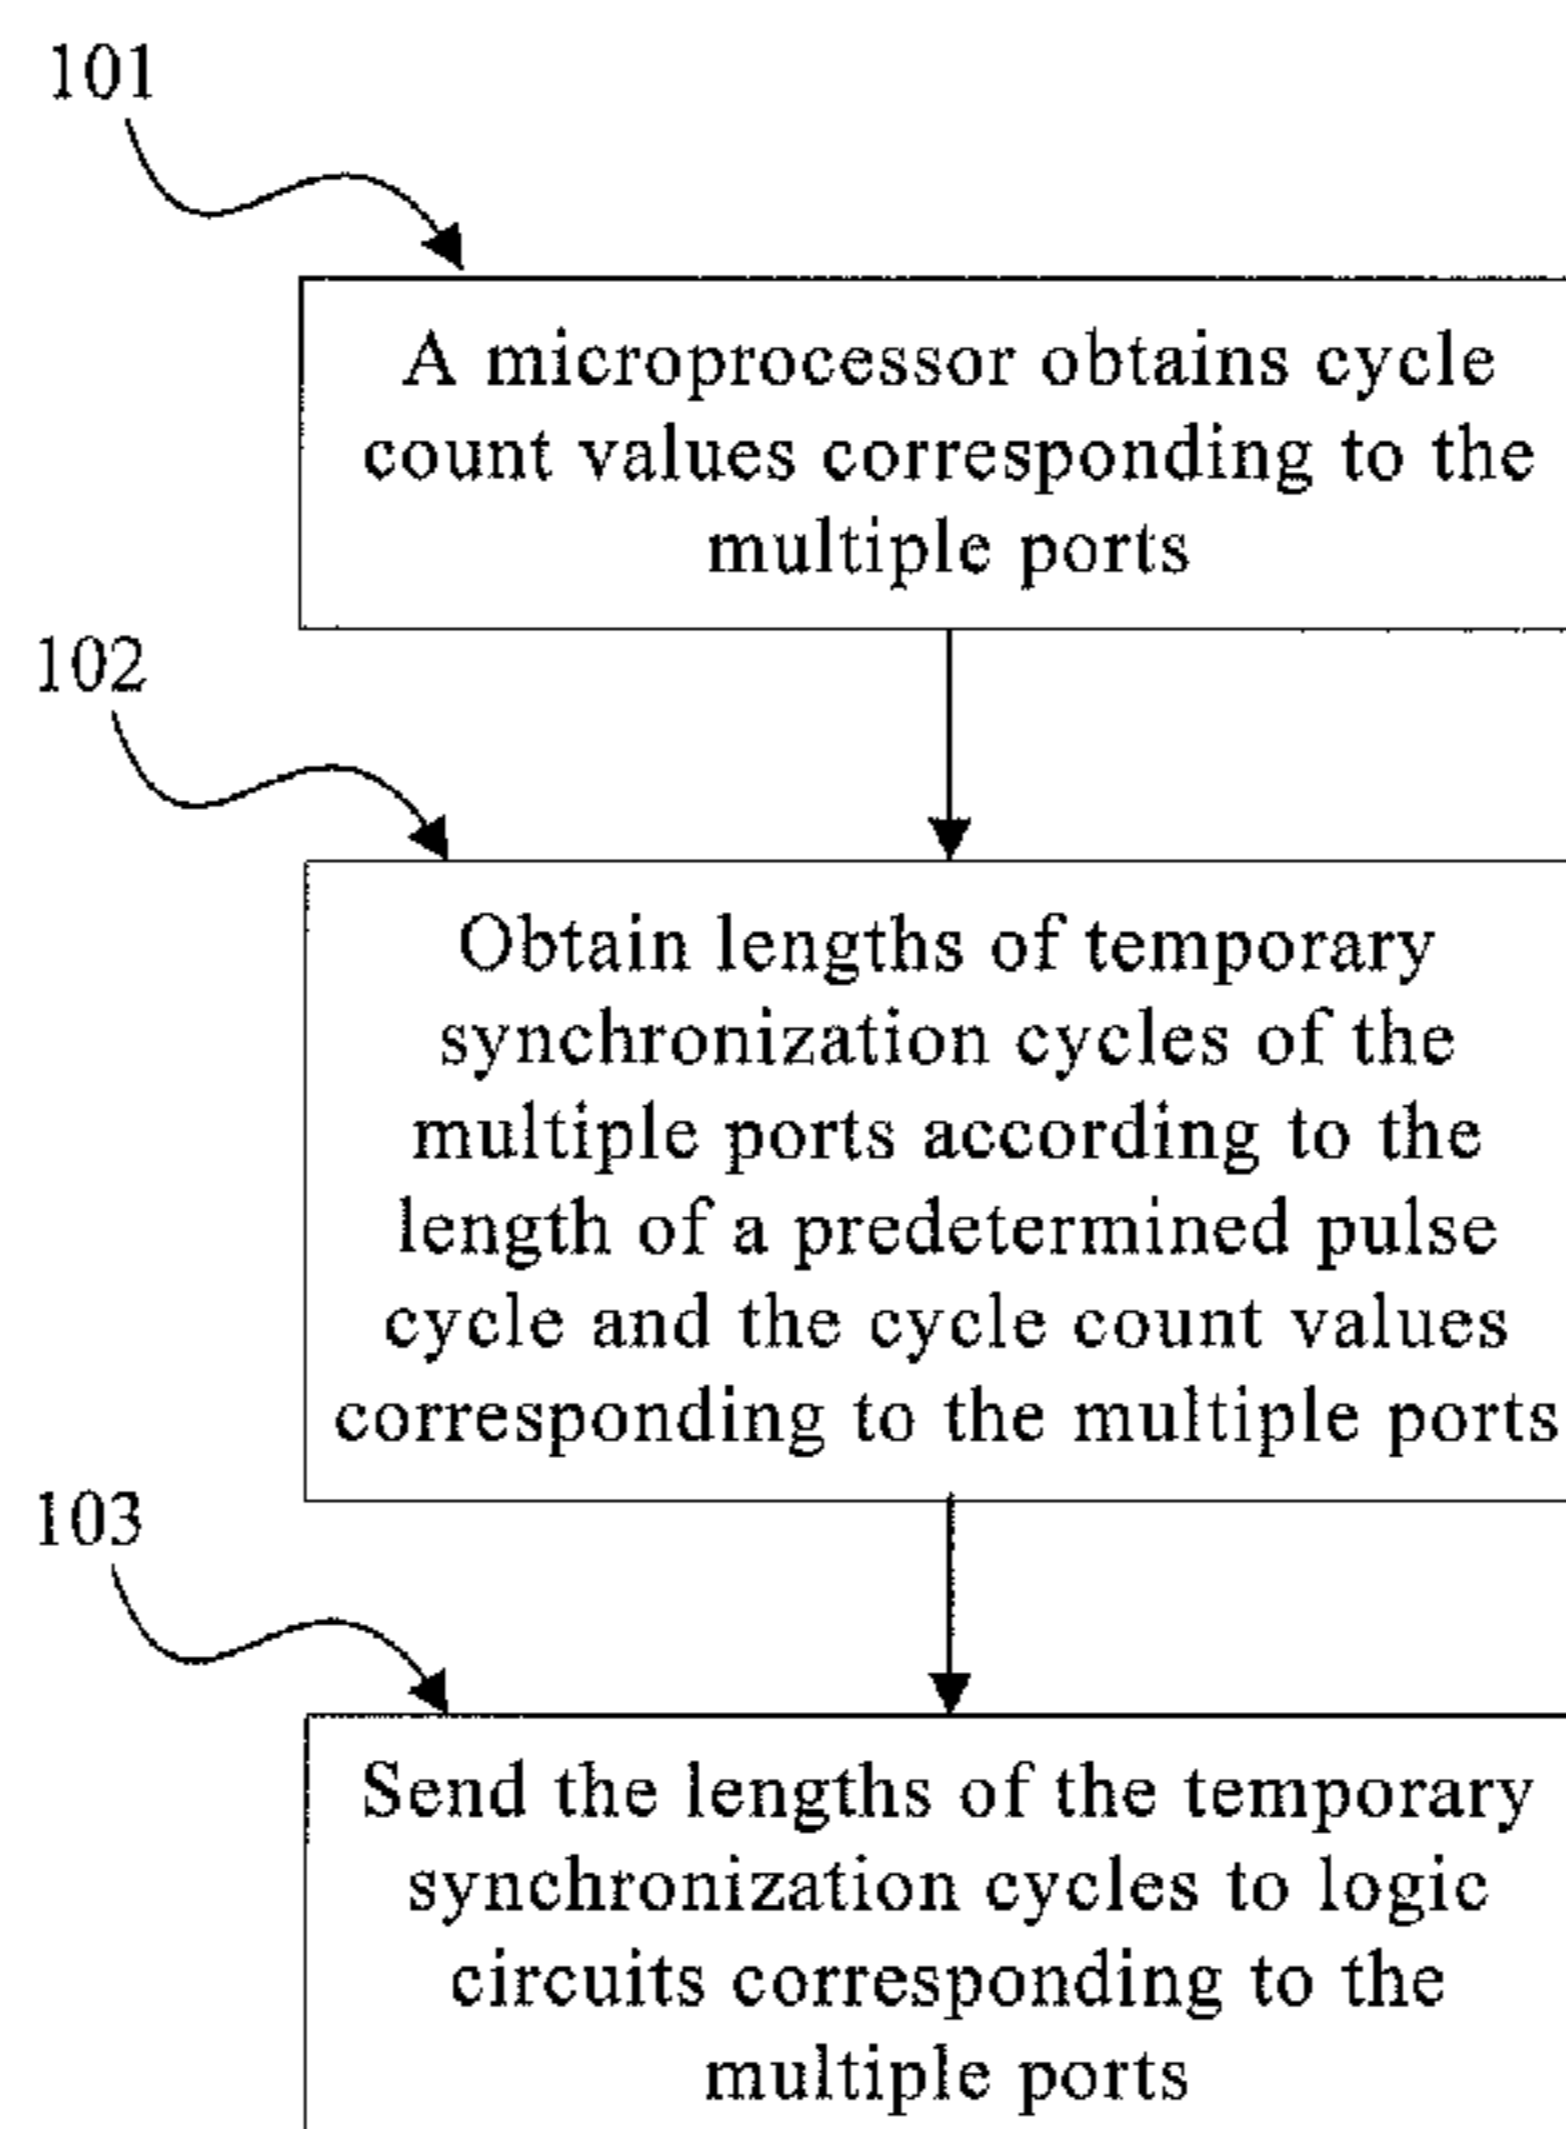 101
A microprocessor obtains cycle
count values corresponding to the
multiple ports
102
Obtain lengths of temporary
synchronization cycles of the
multiple ports according to the
length of a predetermined pulse
cycle and the cycle count values
corresponding to the multiple ports
103
Send the lengths of the temporary
synchronization cycles to logic
circuits corresponding to the
multiple ports